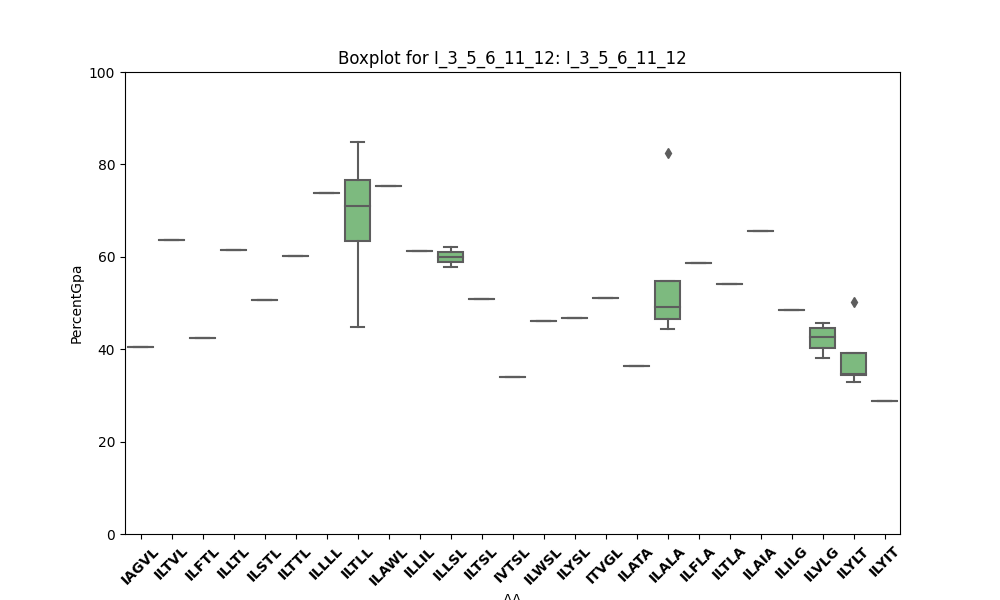 Boxplot for I_3_5_6_11_12: I_3_5_6_11_12
100
80
60
40
20
0
PercentGpa
IAGVL
ILTVL
ILFTL
ILLTL
ILSTL
ILTTL
ILLLL
ILTLL
ILAWL
ILLIL
ILLSL
ILTSL
IVTSL
ILWSL
ILYSL
ITVGL
ILATA
ILALA
ILFLA
ILTLA
ILAIA
ILILG
ILVLG
ILYLT
ILYIT
AA